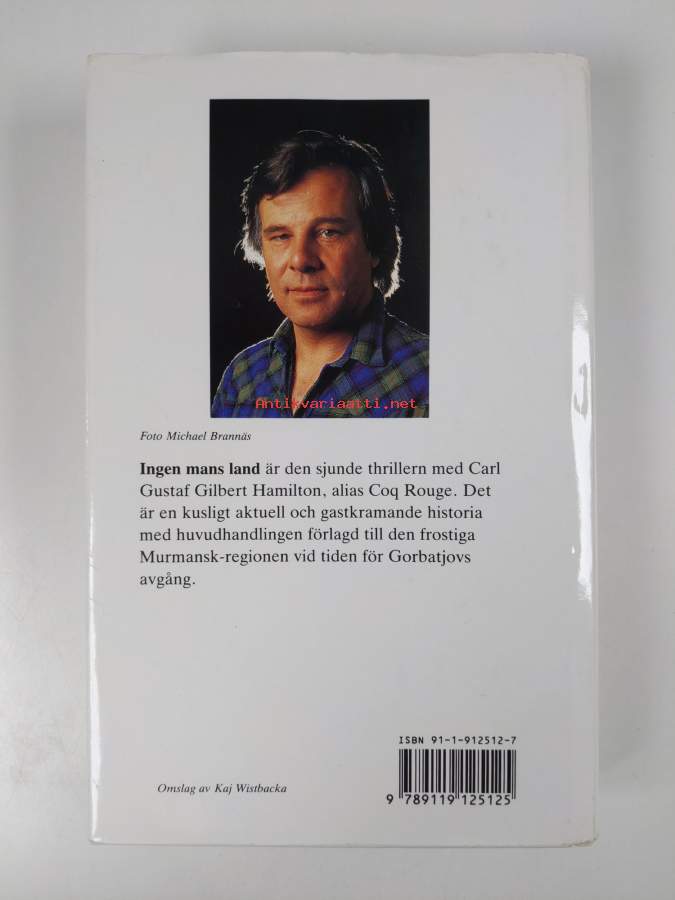 Antikvariaatti.net
Foto Michael Brannäs
Ingen mans land är den sjunde thrillern med Carl
Gustaf Gilbert Hamilton, alias Coq Rouge. Det
är en kusligt aktuell och gastkramande historia
med huvudhandlingen förlagd till den frostiga
Murmansk-regionen vid tiden för Gorbatjovs
avgång.
ISBN 91-1-912512-7
Omslag av Kaj Wistbacka
9 789119 125125